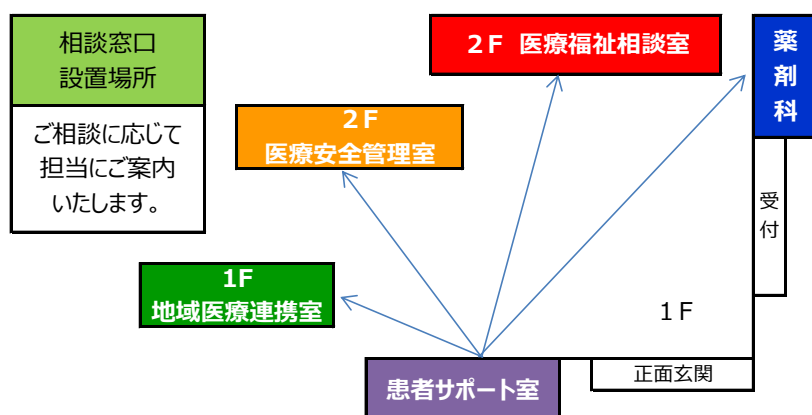 相談窓口
設置場所
ご相談に応じて
担当にご案内
いたします。
2F 医療福祉相談室
薬
剤
科
2F
医療安全管理室
受
付
1F
地域医療連携室
1F
患者サポート室
正面玄関